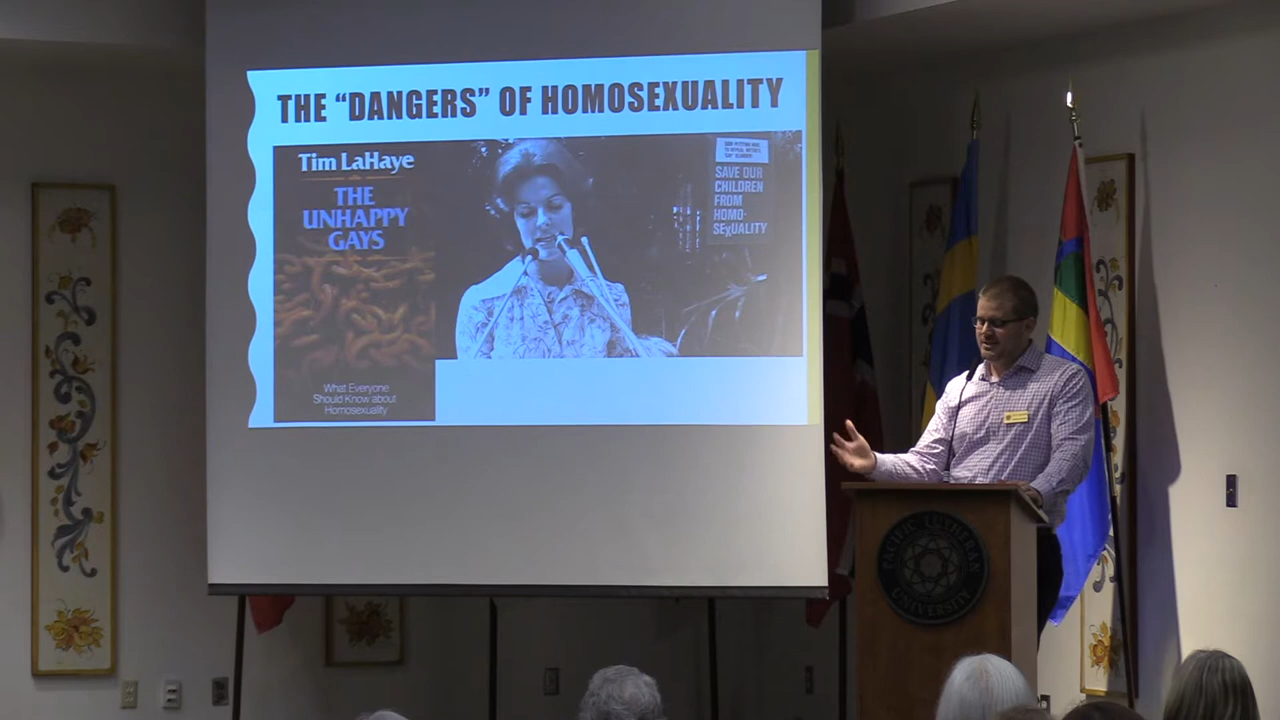 THE “DANGERS” OF HOMOSEXUALITY
Tim LaHaye
THE
UNHAPPY
GAYS
What Everyone
Should Know about
Homosexuality
SAVE OUR
CHILDREN
FROM
HOMO-
SEXUALITY
PACIFIC LUTHERAN
UNIVERSITY